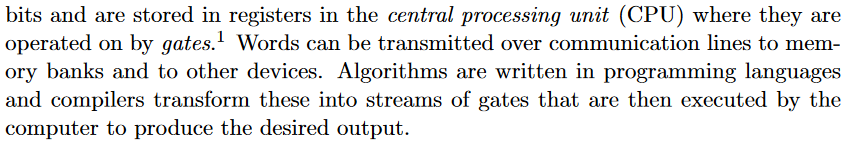 bits and are stored in registers in the central processing unit (CPU) where they are
operated on by gates.¹ Words can be transmitted over communication lines to mem-
ory banks and to other devices. Algorithms are written in programming languages
and compilers transform these into streams of gates that are then executed by the
computer to produce the desired output.